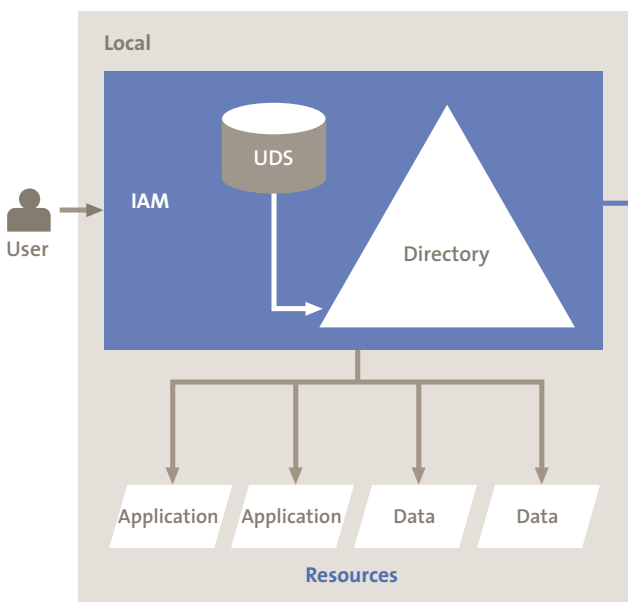 Local
UDS
IAM
Directory
User
Application
Application
Data
Data
Resources